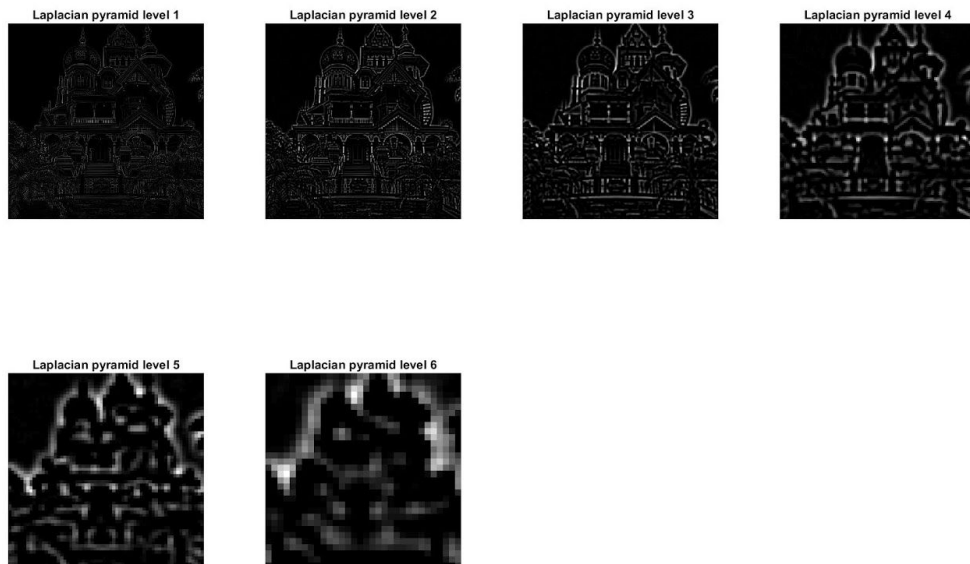 Laplacian pyramid level 1
Laplacian pyramid level 2
Laplacian pyramid level 3
Laplacian pyramid level 4
Laplacian pyramid level 5
Laplacian pyramid level 6